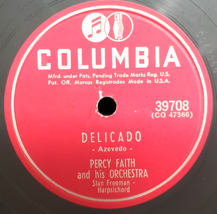 COLUMBIA
Mfrd. under Pats. Pending Trade Marks Reg. U.S.
Pat. Off. Marcas Registradas Made in U.S.A.
39708
(CO 47366)
DELICADO
- Azevedo -
PERCY FAITH
and his ORCHESTRA
Stan Freeman -
Harpsichord